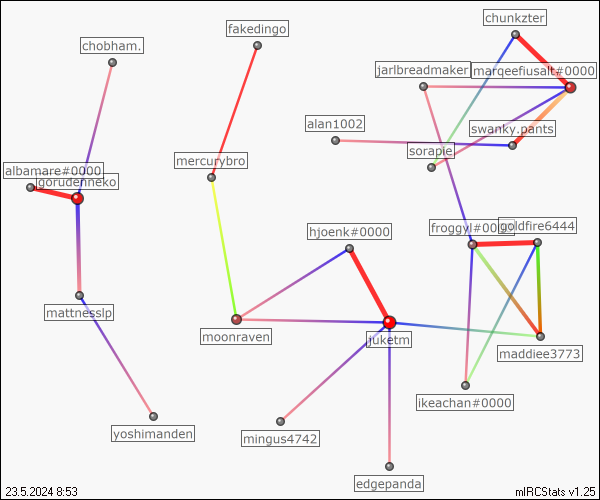 chunkzter
fakedingo
chobham.
jarlbreadmaker
marqeefiusalt#0000
alan1002
swanky.pants
sorapie
mercurybro
albamare#0000
gorudenneko
hjoenk#0000
froggyl#00
goldfire6444
mattnesslp
moonraven
juketm
maddiee3773
ikeachan#0000
yoshimanden
mingus4742
edgepanda
23.5.2024 8:53
mIRCStats v1.25